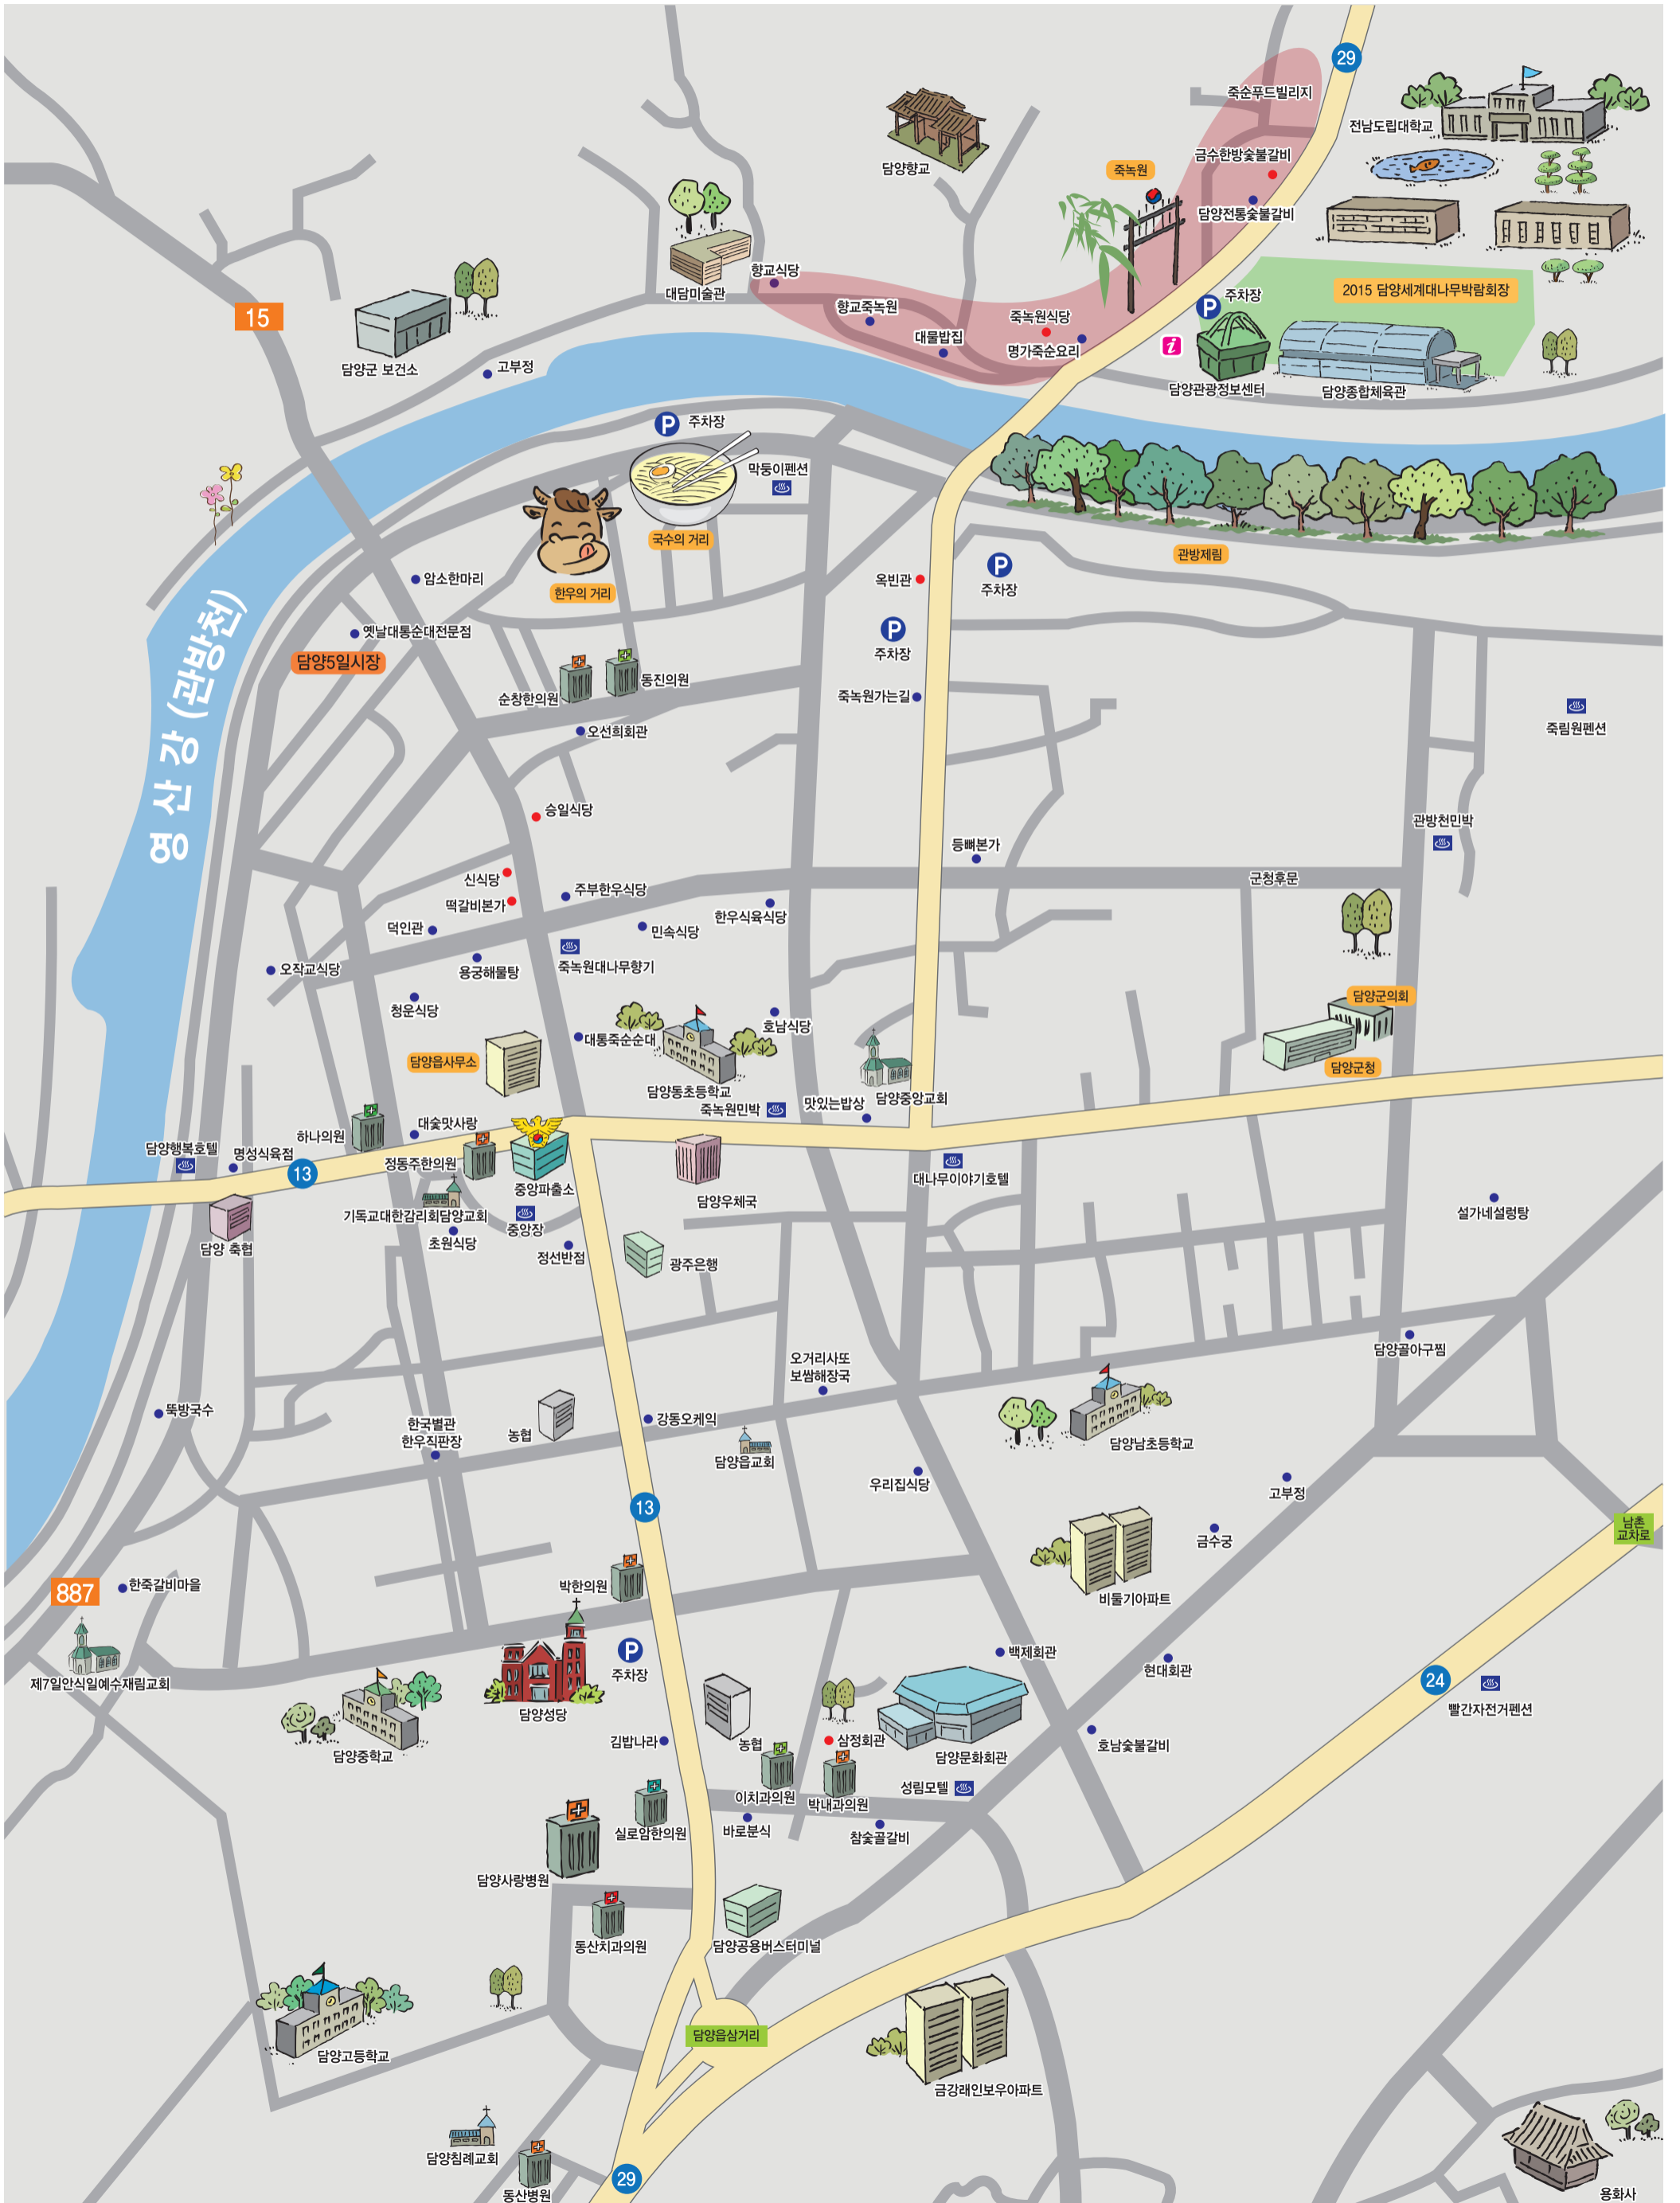 29
죽순푸드빌리지
전남도립대학교
금수한방숯불갈비
죽녹원
담양향교
담양전통숯불갈비
대담미술관
향교식당
주차장
2015 담양세계대나무박람회장
15
향교죽녹원
죽녹원식당
대물밥집
명가죽순요리
담양군 보건소
고부정
담양관광정보센터
담양종합체육관
주차장
막둥이펜션
국수의 거리
관방제림
암소한마리
한우의 거리
옥빈관
주차장
옛날대통순대전문점
담양5일시장
주차장
순창한의원
동진의원
죽녹원가는길
오선희회관
죽림원펜션
영산강 (관방천)
승일식당
관방천민박
등뼈본가
신식당
떡갈비본가
주부한우식당
군청후문
한우식육식당
덕인관
민속식당
오작교식당
용궁해물탕
죽녹원대나무향기
청운식당
담양군의회
호남식당
대통죽순순대
담양읍사무소
담양군청
담양동초등학교
죽녹원민박
맛있는밥상
담양중앙교회
하나의원
대숯맛사랑
담양행복호텔
명성식육점
13
정동주한의원
중앙파출소
담양우체국
대나무이야기호텔
기독교대한감리회담양교회
중앙장
초원식당
설가네설렁탕
담양 축협
정선반점
광주은행
오거리사또
보쌈해장국
담양골아구찜
뚝방국수
한국별관
한우직판장
농협
강동오케익
담양읍교회
담양남초등학교
우리집식당
고부정
13
금수궁
남촌
교차로
887
한죽갈비마을
박한의원
비둘기아파트
제7일안식일예수재림교회
주차장
백제회관
현대회관
24
담양성당
빨간자전거펜션
담양중학교
김밥나라
농협
삼정회관
담양문화회관
호남숯불갈비
이치과의원
박내과의원
성림모텔
실로암한의원
바로분식
참숯골갈비
담양사랑병원
동산치과의원
담양공용버스터미널
담양읍삼거리
담양고등학교
금강래인보우아파트
담양침례교회
29
동산병원
용화사